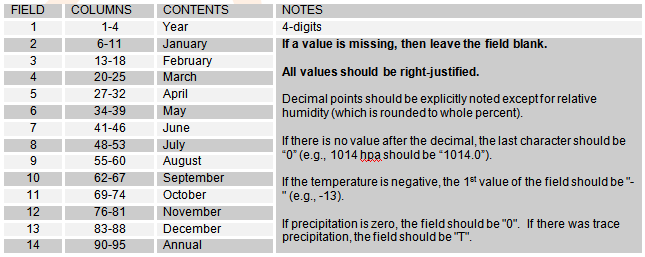 FIELD COLUMNS CONTENTS NOTES
1 1-4 Year 4-digits
2 6-11 January If a value is missing, then leave the field blank.
3 13-18 February
4 20-25 March All values should be right-justified.
5 27-32 April Decimal points should be explicitly noted except for relative
6 34-39 May humidity (which is rounded to whole percent).
7 41-46 June
8 48-53 July If there is no value after the decimal, the last character should be
9 55-60 August “0” (e.g., 1014 hpa should be “1014.0”).
10 62-67 September If the temperature is negative, the 1st value of the field should be "-
11 69-74 October " (e.g., -13).
12 76-81 November If precipitation is zero, the field should be "0". If there was trace
13 83-88 December precipitation, the field should be "T".
14 90-95 Annual